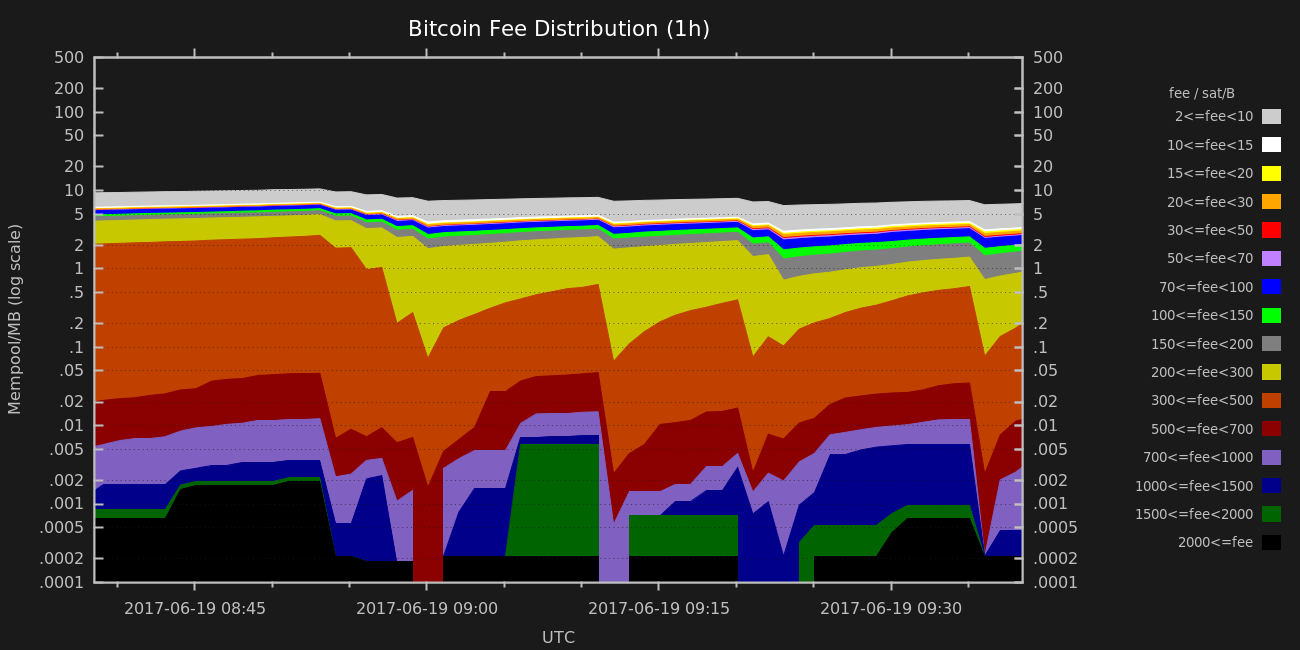 Bitcoin Fee Distribution (1h)
500
200
100
50
20
10
5
2
1
.5
.2
.1
.05
.02
.01
.005
.002
.001
.0005
.0002
.0001
Mempool/MB (log scale)
500
200
100
50
20
10
5
2
1
.5
.2
.1
.05
.02
.01
.005
.002
.001
.0005
.0002
.0001
2017-06-19 08:45
2017-06-19 09:00
2017-06-19 09:15
2017-06-19 09:30
UTC
fee / sat/B
2<=fee<10
10<=fee<15
15<=fee<20
20<=fee<30
30<=fee<50
50<=fee<70
70<=fee<100
100<=fee<150
150<=fee<200
200<=fee<300
300<=fee<500
500<=fee<700
700<=fee<1000
1000<=fee<1500
1500<=fee<2000
2000<=fee